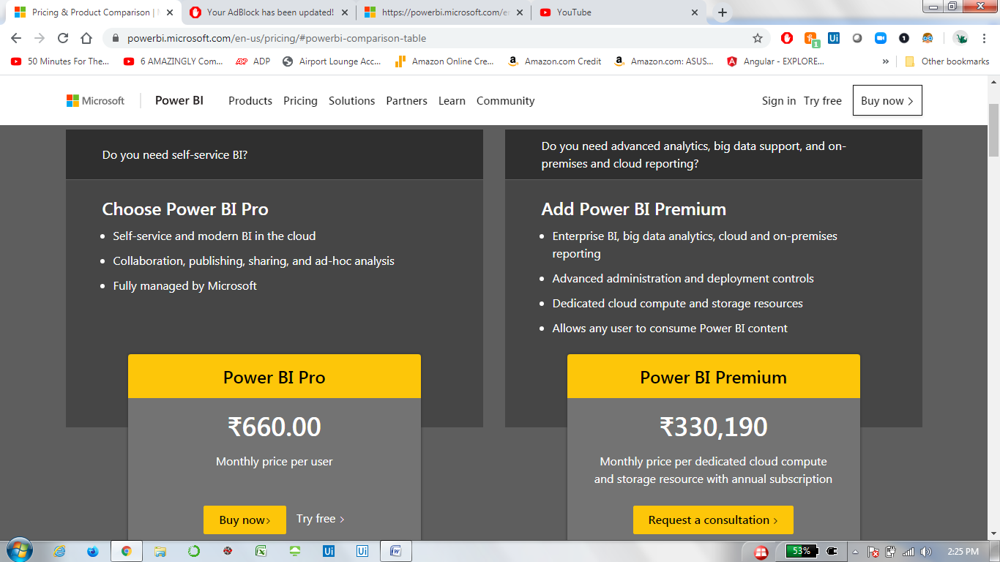 Pricing & Product Comparison |
Your AdBlock has been updated!
https://powerbi.microsoft.com/e
YouTube
powerbi.microsoft.com/en-us/pricing/#powerbi-comparison-table
1
Ui
1
50 Minutes For The...
6 AMAZINGLY Com...
ADP
Airport Lounge Acc...
Amazon Online Cre...
Amazon.com Credit
Amazon.com: ASUS...
Angular - EXPLORE...
»
Other bookmarks
Microsoft
Power BI
Products
Pricing
Solutions
Partners
Learn
Community
Sign in
Try free
Buy now >
Do you need self-service BI?
Choose Power BI Pro
• Self-service and modern BI in the cloud
• Collaboration, publishing, sharing, and ad-hoc analysis
• Fully managed by Microsoft
Power BI Pro
₹660.00
Monthly price per user
Buy now>
Try free >
Do you need advanced analytics, big data support, and on-
premises and cloud reporting?
Add Power BI Premium
• Enterprise BI, big data analytics, cloud and on-premises
reporting
• Advanced administration and deployment controls
• Dedicated cloud compute and storage resources
• Allows any user to consume Power BI content
Power BI Premium
₹330,190
Monthly price per dedicated cloud compute
and storage resource with annual subscription
Request a consultation >
Ui
Ui
53%
2:25 PM